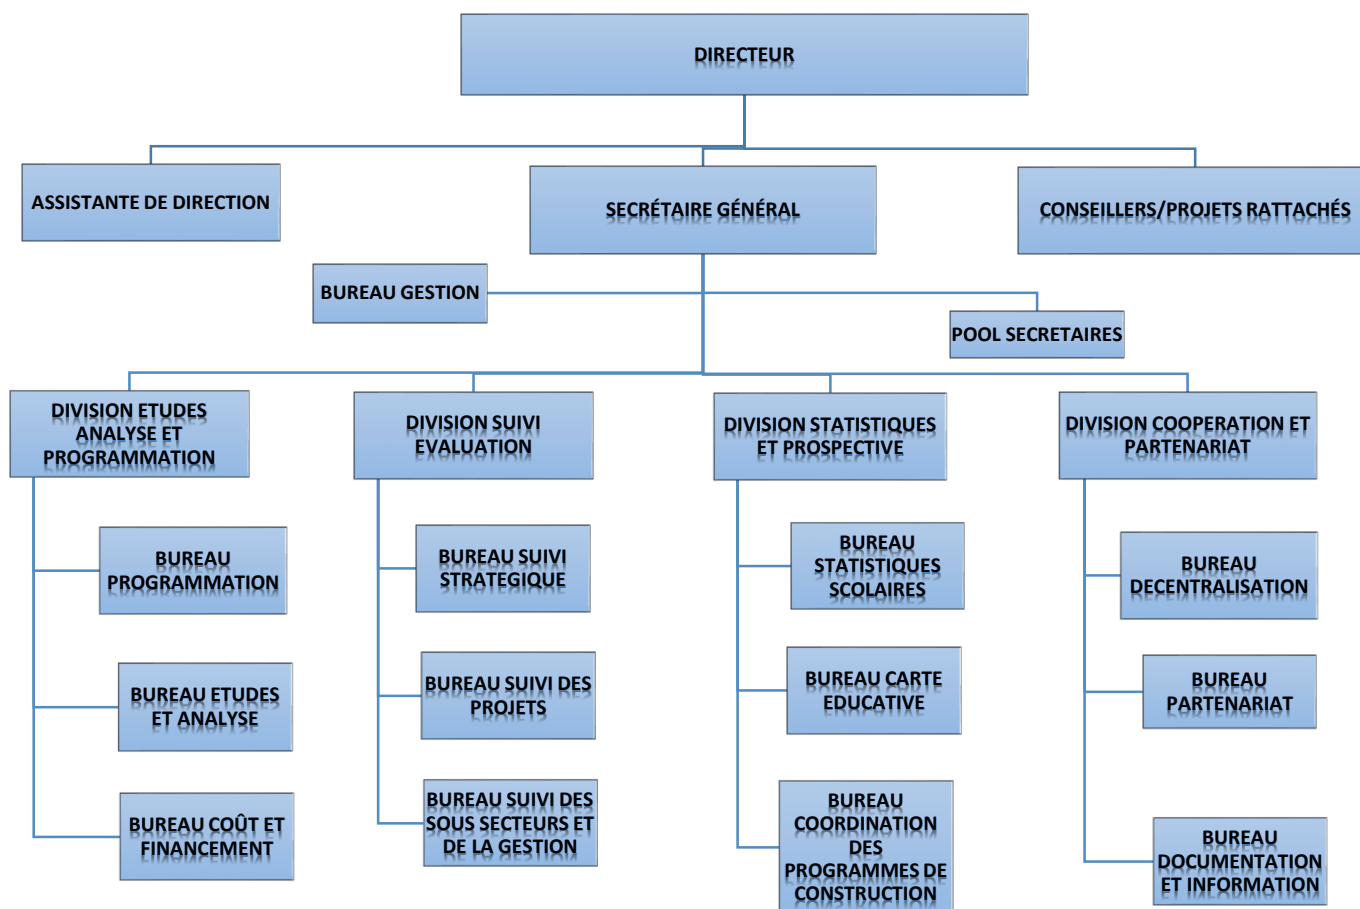 DIRECTEUR
ASSISTANTE DE DIRECTION
SECRÉTAIRE GÉNÉRAL
CONSEILLERS/PROJETS RATTACHÉS
BUREAU GESTION
POOL SECRETAIRES
DIVISION ETUDES
ANALYSE ET
PROGRAMMATION
DIVISION SUIVI
EVALUATION
DIVISION STATISTIQUES
ET PROSPECTIVE
DIVISION COOPERATION ET
PARTENARIAT
BUREAU
PROGRAMMATION
BUREAU ETUDES
ET ANALYSE
BUREAU COÛT ET
FINANCEMENT
BUREAU SUIVI
STRATEGIQUE
BUREAU SUIVI DES
PROJETS
BUREAU SUIVI DES
SOUS SECTEURS ET
DE LA GESTION
BUREAU
STATISTIQUES
SCOLAIRES
BUREAU CARTE
EDUCATIVE
BUREAU
COORDINATION
DES
PROGRAMMES DE
CONSTRUCTION
BUREAU
DECENTRALISATION
BUREAU
PARTENARIAT
BUREAU
DOCUMENTATION
ET INFORMATION